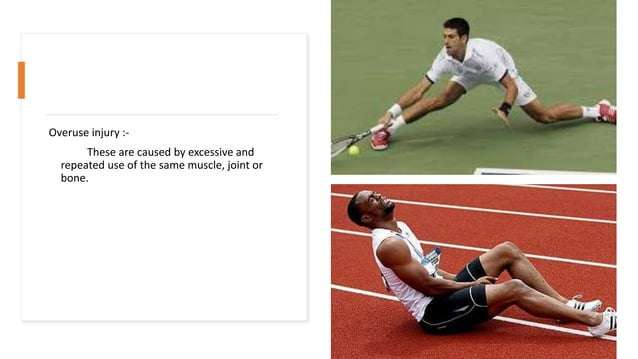 Overuse injury :-
These are caused by excessive and
repeated use of the same muscle, joint or
bone.